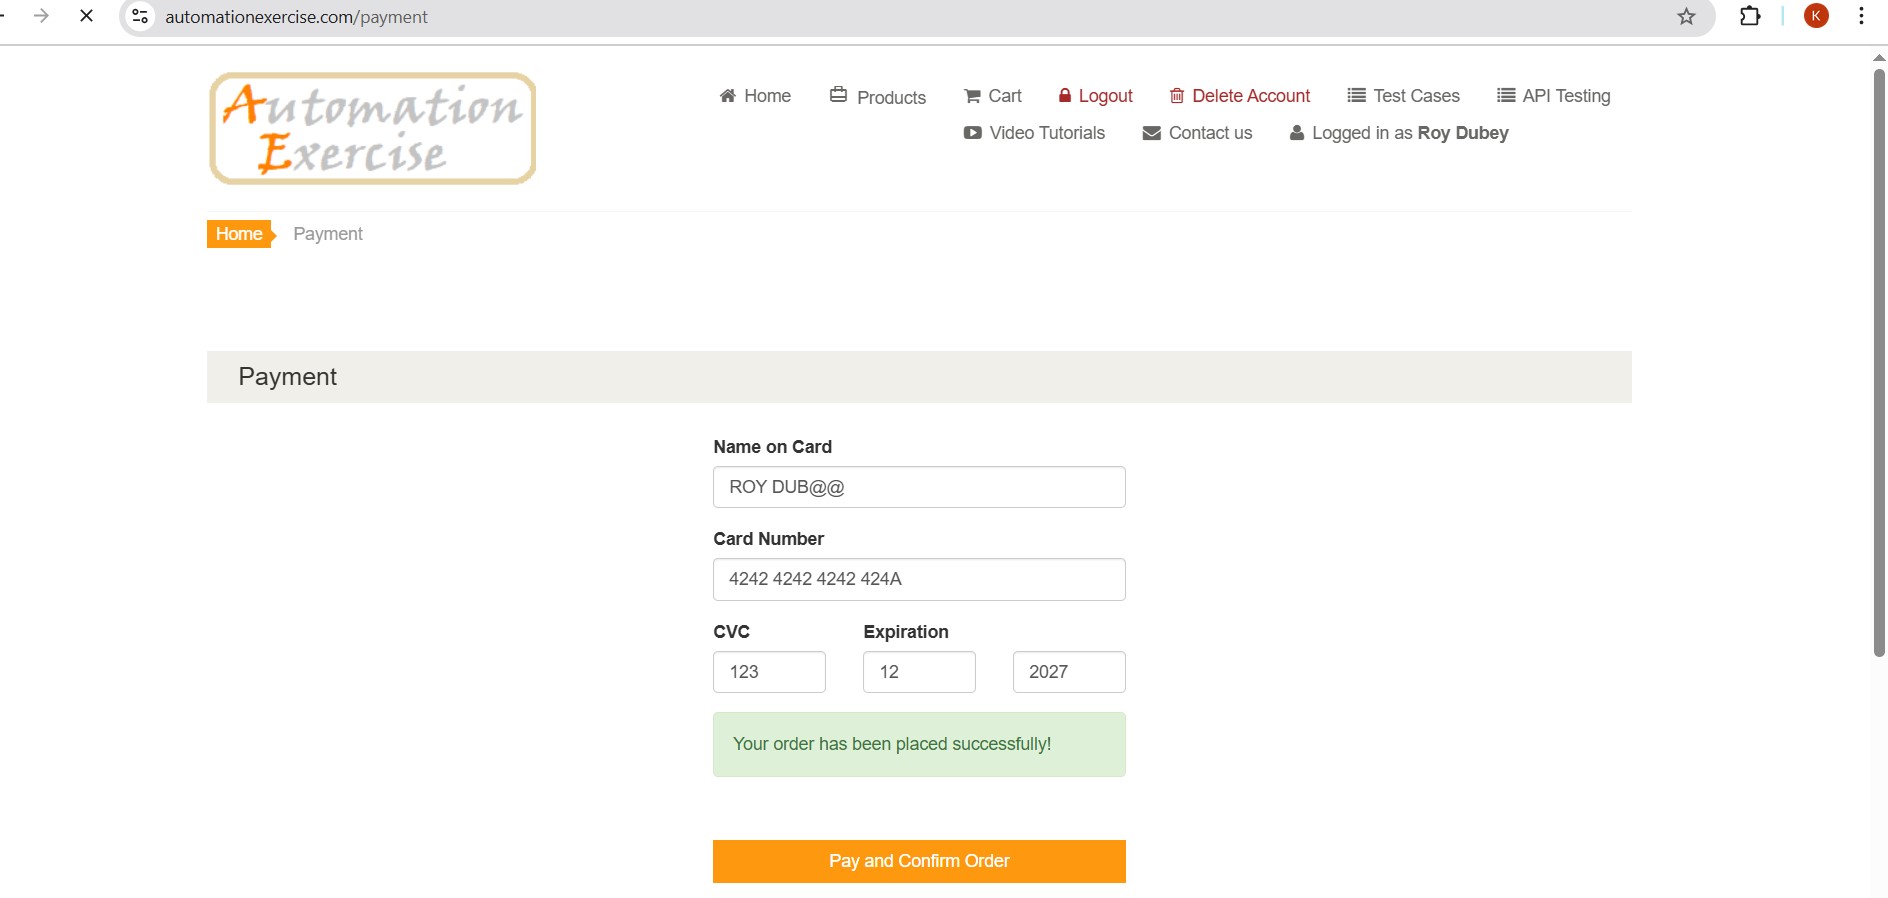 automationexercise.com/payment
K
Automation
Exercise
Home Products Cart Logout Delete Account Test Cases API Testing
Video Tutorials Contact us Logged in as Roy Dubey
Home Payment
Payment
Name on Card
ROY DUB@@
Card Number
4242 4242 4242 424A
CVC Expiration
123 12 2027
Your order has been placed successfully!
Pay and Confirm Order